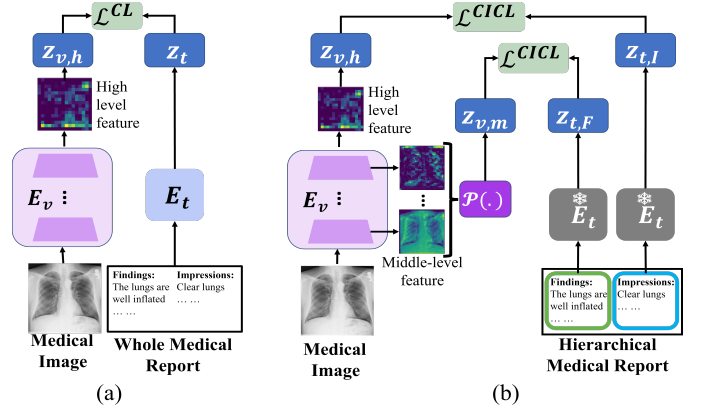 ℒ^CL
z_v,h
z_t
High
level
feature
E_v
E_t
Findings:
The lungs are
well inflated
… …
Impressions:
Clear lungs
… …
Medical
Image
Whole Medical
Report
(a)
ℒ^CICL
z_v,h
z_t,I
ℒ^CICL
High
level
feature
z_v,m
z_t,F
E_v
𝒫(.)
E_t
E_t
Middle-level
feature
Findings:
The lungs are
well inflated
… …
Impressions:
Clear lungs
… …
Medical
Image
Hierarchical
Medical Report
(b)